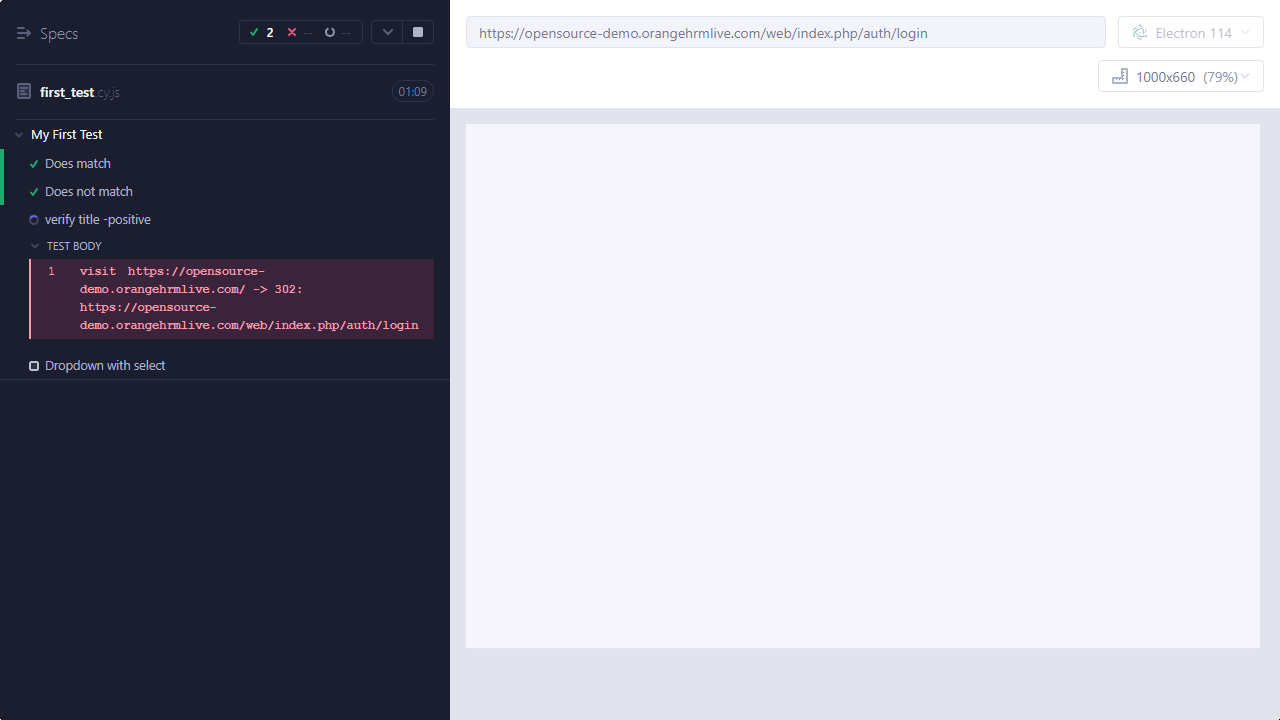 Specs
2 -- --
first_test.cy.js
01:09
My First Test
Does match
Does not match
verify title -positive
TEST BODY
1 visit https://opensource-
demo.orangehrmlive.com/ -> 302:
https://opensource-
demo.orangehrmlive.com/web/index.php/auth/login
Dropdown with select
https://opensource-demo.orangehrmlive.com/web/index.php/auth/login
Electron 114
1000x660 (79%)